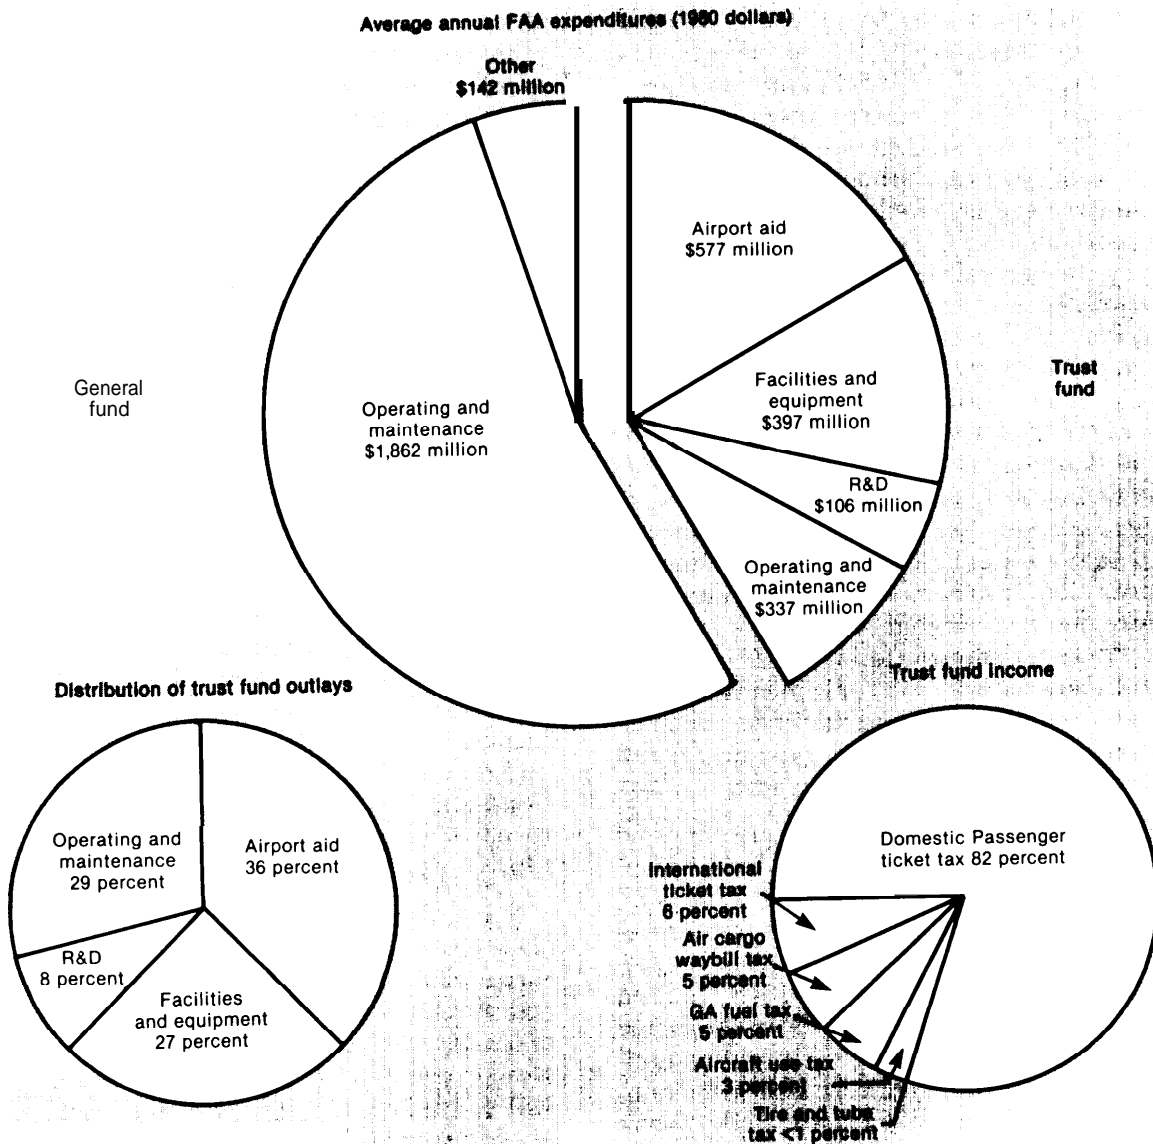 Average annual FAA expenditures (1980 dollars)
Other
$142 million
Airport aid
$577 million
Facilities and
equipment
$397 million
R&D
$106 million
Operating and
maintenance
$337 million
Operating and
maintenance
$1,862 million
General
fund
Trust
fund
Distribution of trust fund outlays
Operating and
maintenance
29 percent
Airport aid
36 percent
R&D
8 percent
Facilities
and equipment
27 percent
Trust fund income
Domestic Passenger
ticket tax 82 percent
International
ticket tax
6 percent
Air cargo
waybill tax
5 percent
GA fuel tax
5 percent
Aircraft use tax
3 percent
Tire and tube
tax <1 percent